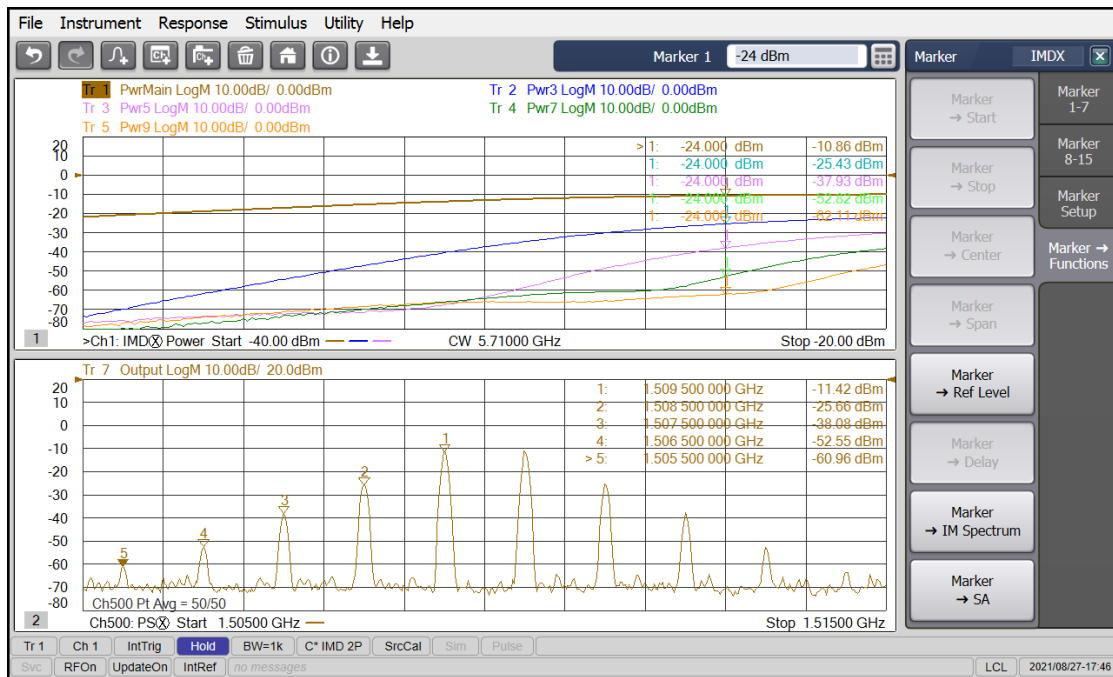 File Instrument Response Stimulus Utility Help
Marker 1 -24 dBm
Marker IMDX
Tr 1 PwrMain LogM 10.00dB/ 0.00dBm
Tr 2 Pwr3 LogM 10.00dB/ 0.00dBm
Tr 3 Pwr5 LogM 10.00dB/ 0.00dBm
Tr 4 Pwr7 LogM 10.00dB/ 0.00dBm
Tr 5 Pwr9 LogM 10.00dB/ 0.00dBm
20
10
0
-10
-20
-30
-40
-50
-60
-70
-80
>1: -24.000 dBm -10.86 dBm
1: -24.000 dBm -25.43 dBm
1: -24.000 dBm -37.93 dBm
1: -24.000 dBm -52.82 dBm
1: -24.000 dBm -62.11 dBm
1 >Ch1: IMDⓍ Power Start -40.00 dBm CW 5.71000 GHz Stop -20.00 dBm
Tr 7 Output LogM 10.00dB/ 20.0dBm
20
10
0
-10
-20
-30
-40
-50
-60
-70
-80
1: 1.509 500 000 GHz -11.42 dBm
2: 1.508 500 000 GHz -25.66 dBm
3: 1.507 500 000 GHz -38.08 dBm
4: 1.506 500 000 GHz -52.55 dBm
> 5: 1.505 500 000 GHz -60.96 dBm
1
2
3
4
5
Ch500 Pt Avg = 50/50
2 Ch500: PSⓍ Start 1.50500 GHz Stop 1.51500 GHz
Marker
→ Start
Marker
→ Stop
Marker
→ Center
Marker
→ Span
Marker
→ Ref Level
Marker
→ Delay
Marker
→ IM Spectrum
Marker
→ SA
Marker
1-7
Marker
8-15
Marker
Setup
Marker →
Functions
Tr 1 Ch 1 IntTrig Hold BW=1k C* IMD 2P SrcCal Sim Pulse
Svc RFOn UpdateOn IntRef no messages LCL 2021/08/27-17:46